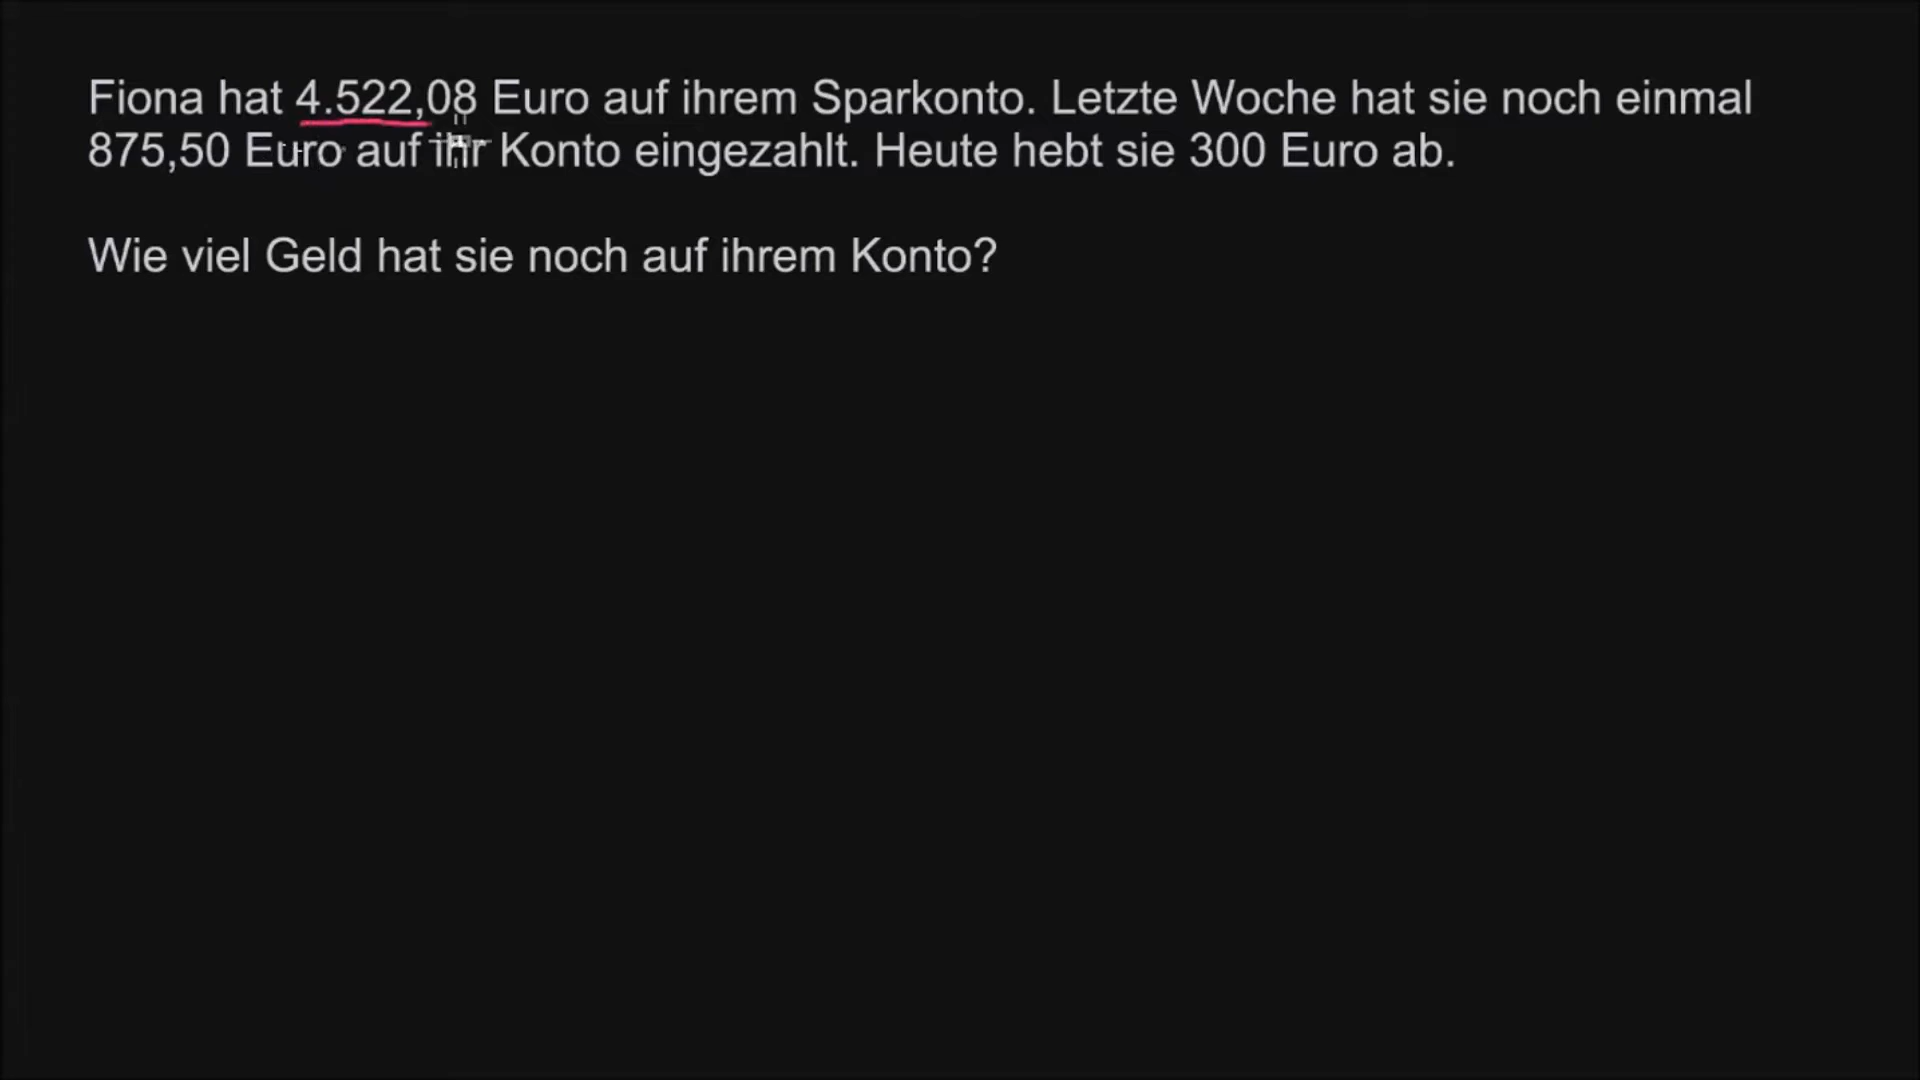 Fiona hat 4.522,08 Euro auf ihrem Sparkonto. Letzte Woche hat sie noch einmal
875,50 Euro auf ihr Konto eingezahlt. Heute hebt sie 300 Euro ab.
Wie viel Geld hat sie noch auf ihrem Konto?